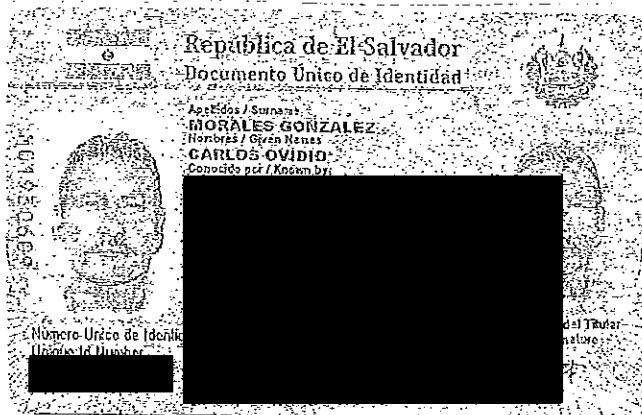 República de El Salvador
Documento Único de Identidad
Apellidos / Surname
MORALES GONZALEZ
Nombres / Given Names
CARLOS OVIDIO
Conocido por / Known by:
Número Único de Identi
Unique Id Number
del Titular
nature